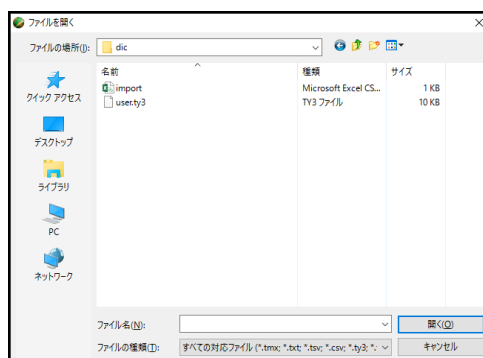 ファイルを開く
ファイルの場所(I):
dic
名前
種類
サイズ
import
Microsoft Excel CS...
1 KB
user.ty3
TY3 ファイル
10 KB
クイック アクセス
デスクトップ
ライブラリ
PC
ネットワーク
ファイル名(N):
開く(O)
ファイルの種類(T):
すべての対応ファイル (*.tmx; *.txt; *.tsv; *.csv; *.ty3; *.
キャンセル